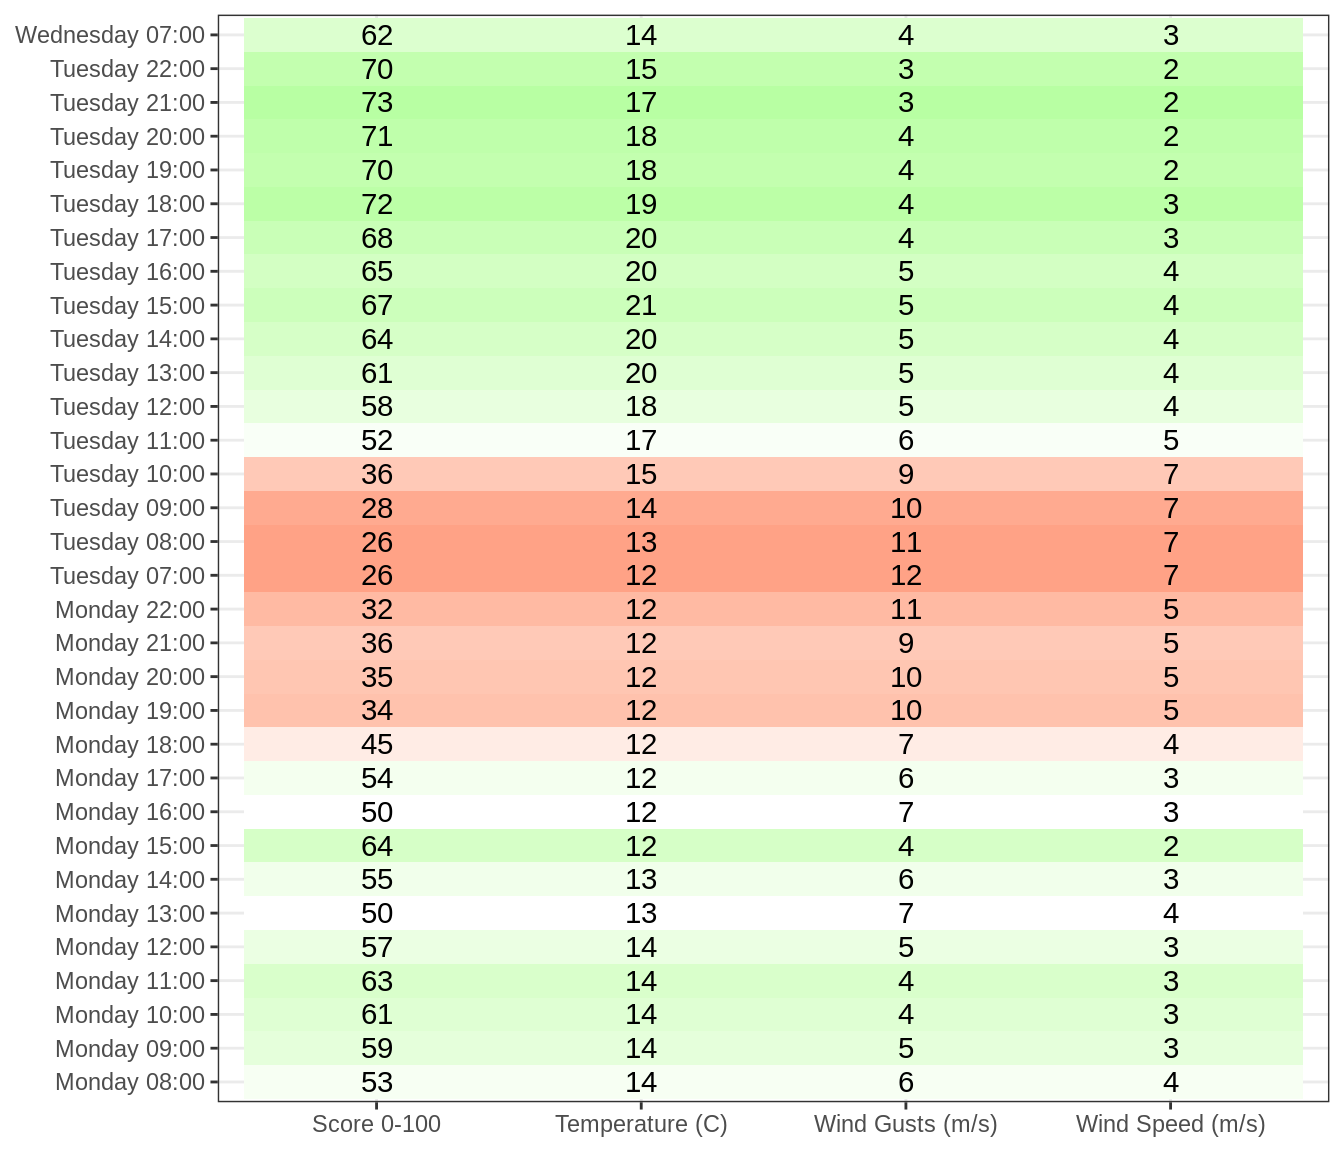 Wednesday 07:00 62 14 4 3
Tuesday 22:00 70 15 3 2
Tuesday 21:00 73 17 3 2
Tuesday 20:00 71 18 4 2
Tuesday 19:00 70 18 4 2
Tuesday 18:00 72 19 4 3
Tuesday 17:00 68 20 4 3
Tuesday 16:00 65 20 5 4
Tuesday 15:00 67 21 5 4
Tuesday 14:00 64 20 5 4
Tuesday 13:00 61 20 5 4
Tuesday 12:00 58 18 5 4
Tuesday 11:00 52 17 6 5
Tuesday 10:00 36 15 9 7
Tuesday 09:00 28 14 10 7
Tuesday 08:00 26 13 11 7
Tuesday 07:00 26 12 12 7
Monday 22:00 32 12 11 5
Monday 21:00 36 12 9 5
Monday 20:00 35 12 10 5
Monday 19:00 34 12 10 5
Monday 18:00 45 12 7 4
Monday 17:00 54 12 6 3
Monday 16:00 50 12 7 3
Monday 15:00 64 12 4 2
Monday 14:00 55 13 6 3
Monday 13:00 50 13 7 4
Monday 12:00 57 14 5 3
Monday 11:00 63 14 4 3
Monday 10:00 61 14 4 3
Monday 09:00 59 14 5 3
Monday 08:00 53 14 6 4
Score 0-100 Temperature (C) Wind Gusts (m/s) Wind Speed (m/s)